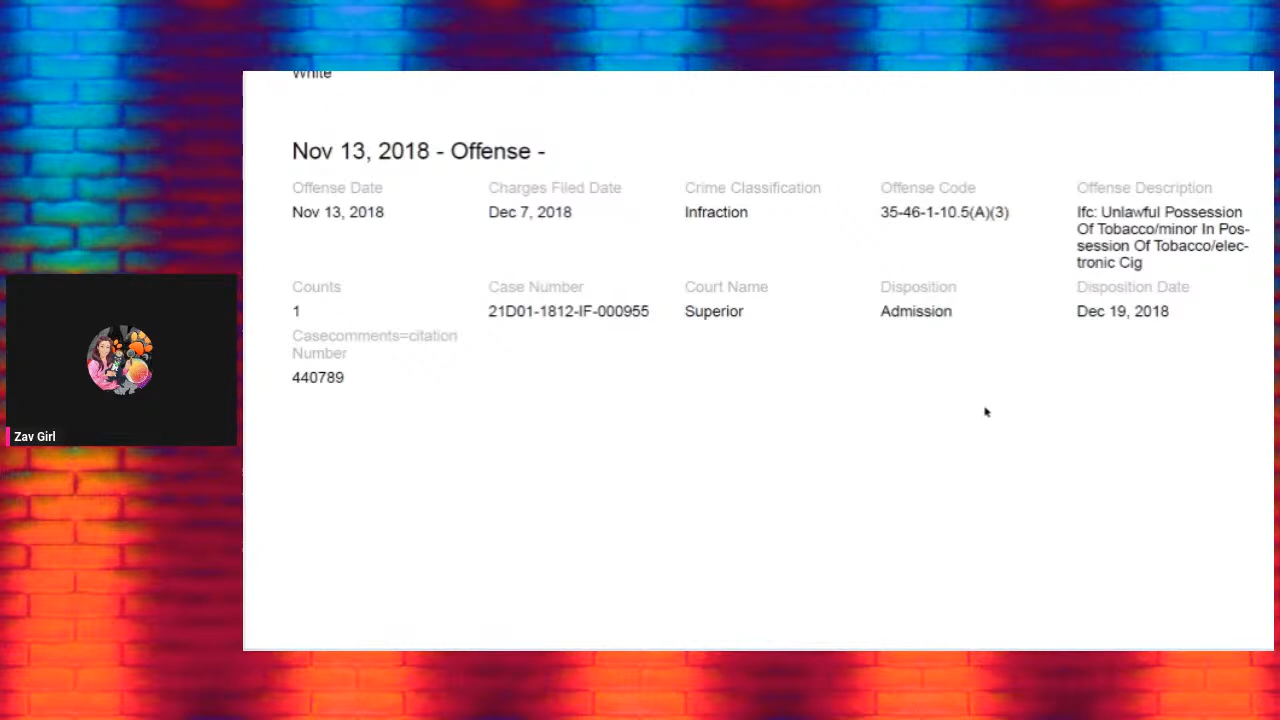 White
Nov 13, 2018 - Offense -
Offense Date
Charges Filed Date
Crime Classification
Offense Code
Offense Description
Nov 13, 2018
Dec 7, 2018
Infraction
35-46-1-10.5(A)(3)
Ifc: Unlawful Possession
Of Tobacco/minor In Pos-
session Of Tobacco/elec-
tronic Cig
Counts
Case Number
Court Name
Disposition
Disposition Date
1
21D01-1812-IF-000955
Superior
Admission
Dec 19, 2018
Casecomments=citation
Number
440789
Zav Girl